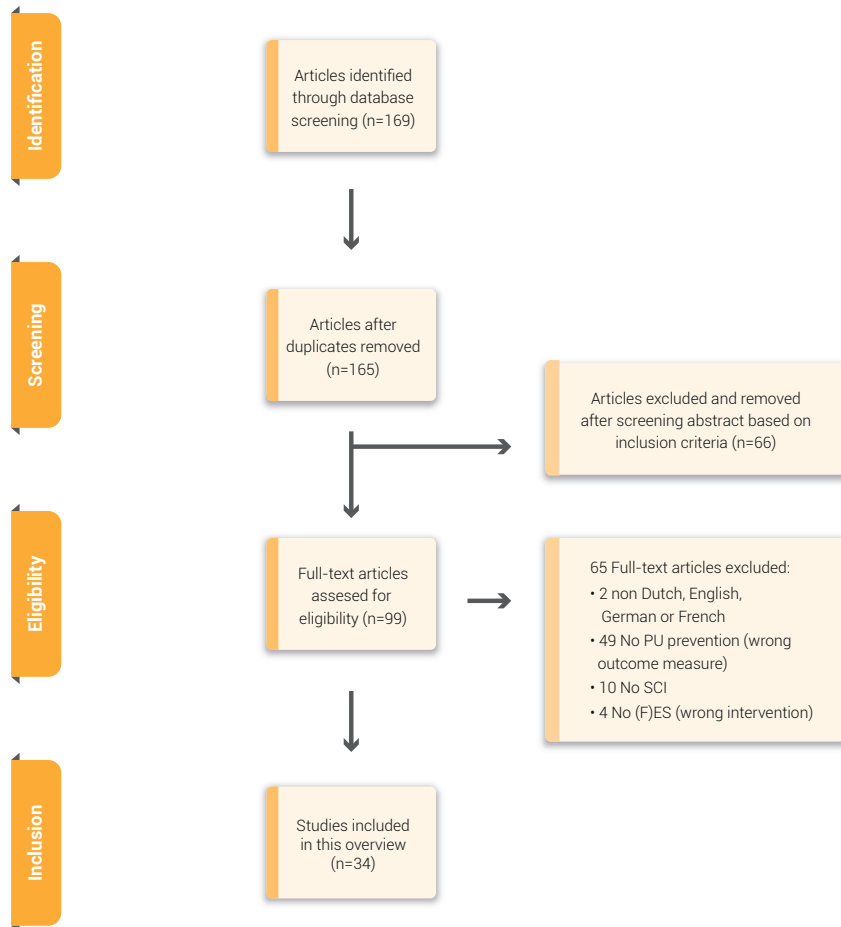 Identification
Articles identified
through database
screening (n=169)
Screening
Articles after
duplicates removed
(n=165)
Articles excluded and removed
after screening abstract based on
inclusion criteria (n=66)
Eligibility
Full-text articles
assesed for
eligibility (n=99)
65 Full-text articles excluded:
• 2 non Dutch, English,
German or French
• 49 No PU prevention (wrong
outcome measure)
• 10 No SCI
• 4 No (F)ES (wrong intervention)
Inclusion
Studies included
in this overview
(n=34)